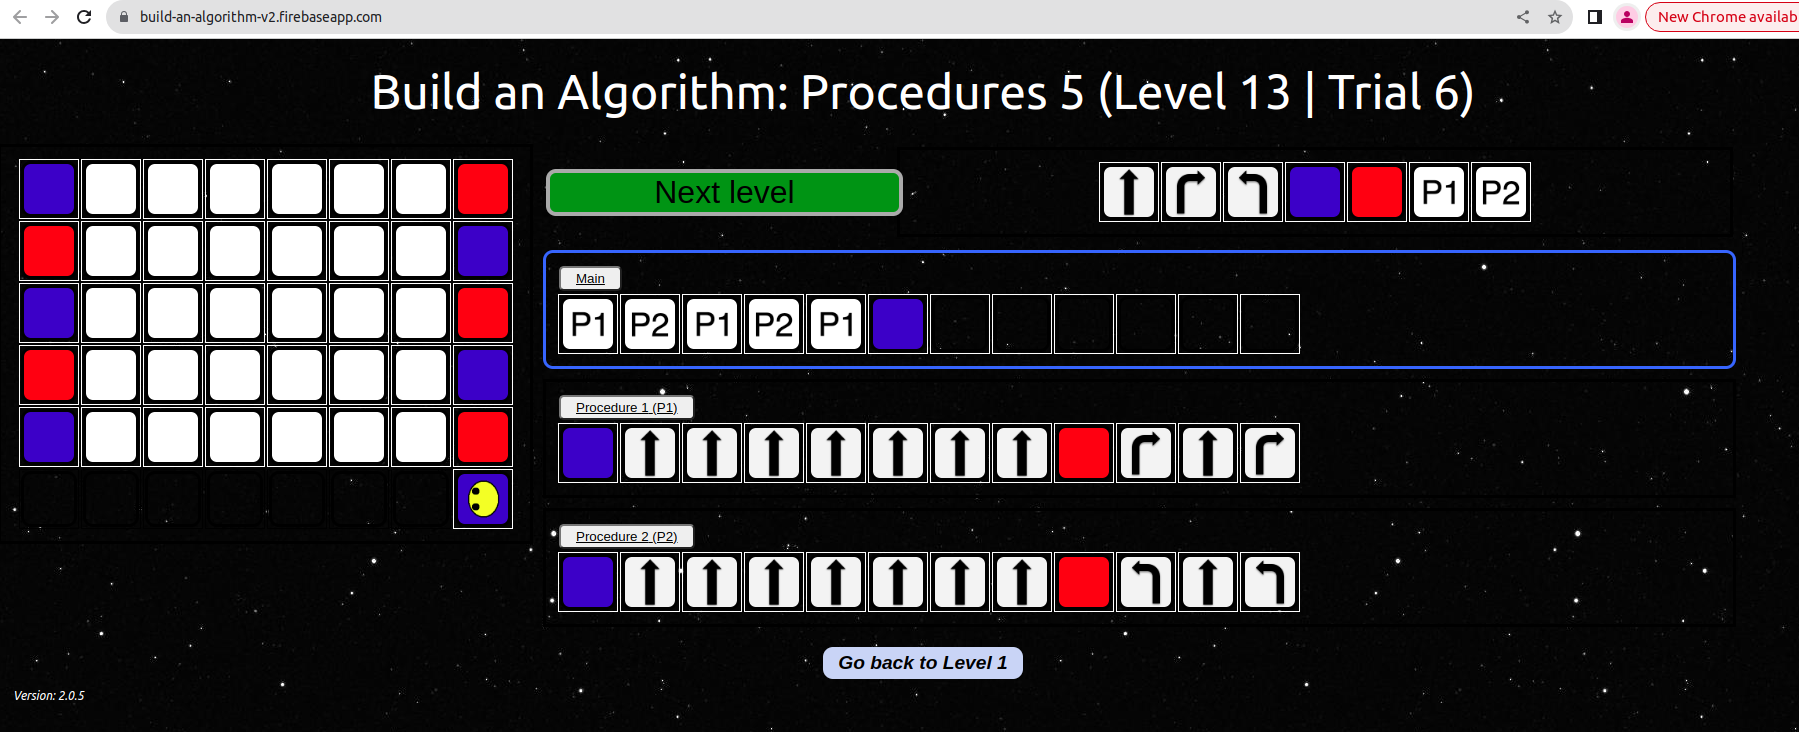 build-an-algorithm-v2.firebaseapp.com
New Chrome availab
Build an Algorithm: Procedures 5 (Level 13 | Trial 6)
Next level
P1 P2
Main
P1 P2 P1 P2 P1
Procedure 1 (P1)
Procedure 2 (P2)
Go back to Level 1
Version: 2.0.5